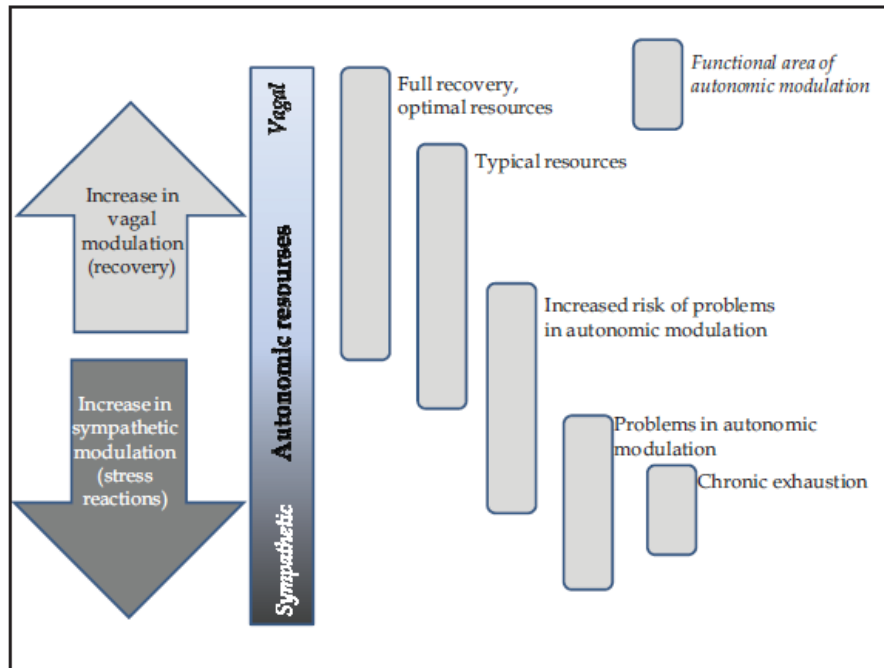 Functional area of
autonomic modulation
Full recovery,
optimal resources
Vagal
Typical resources
Increase in
vagal
modulation
(recovery)
Autonomic resourses
Increased risk of problems
in autonomic modulation
Increase in
sympathetic
modulation
(stress
reactions)
Problems in autonomic
modulation
Chronic exhaustion
Sympathetic